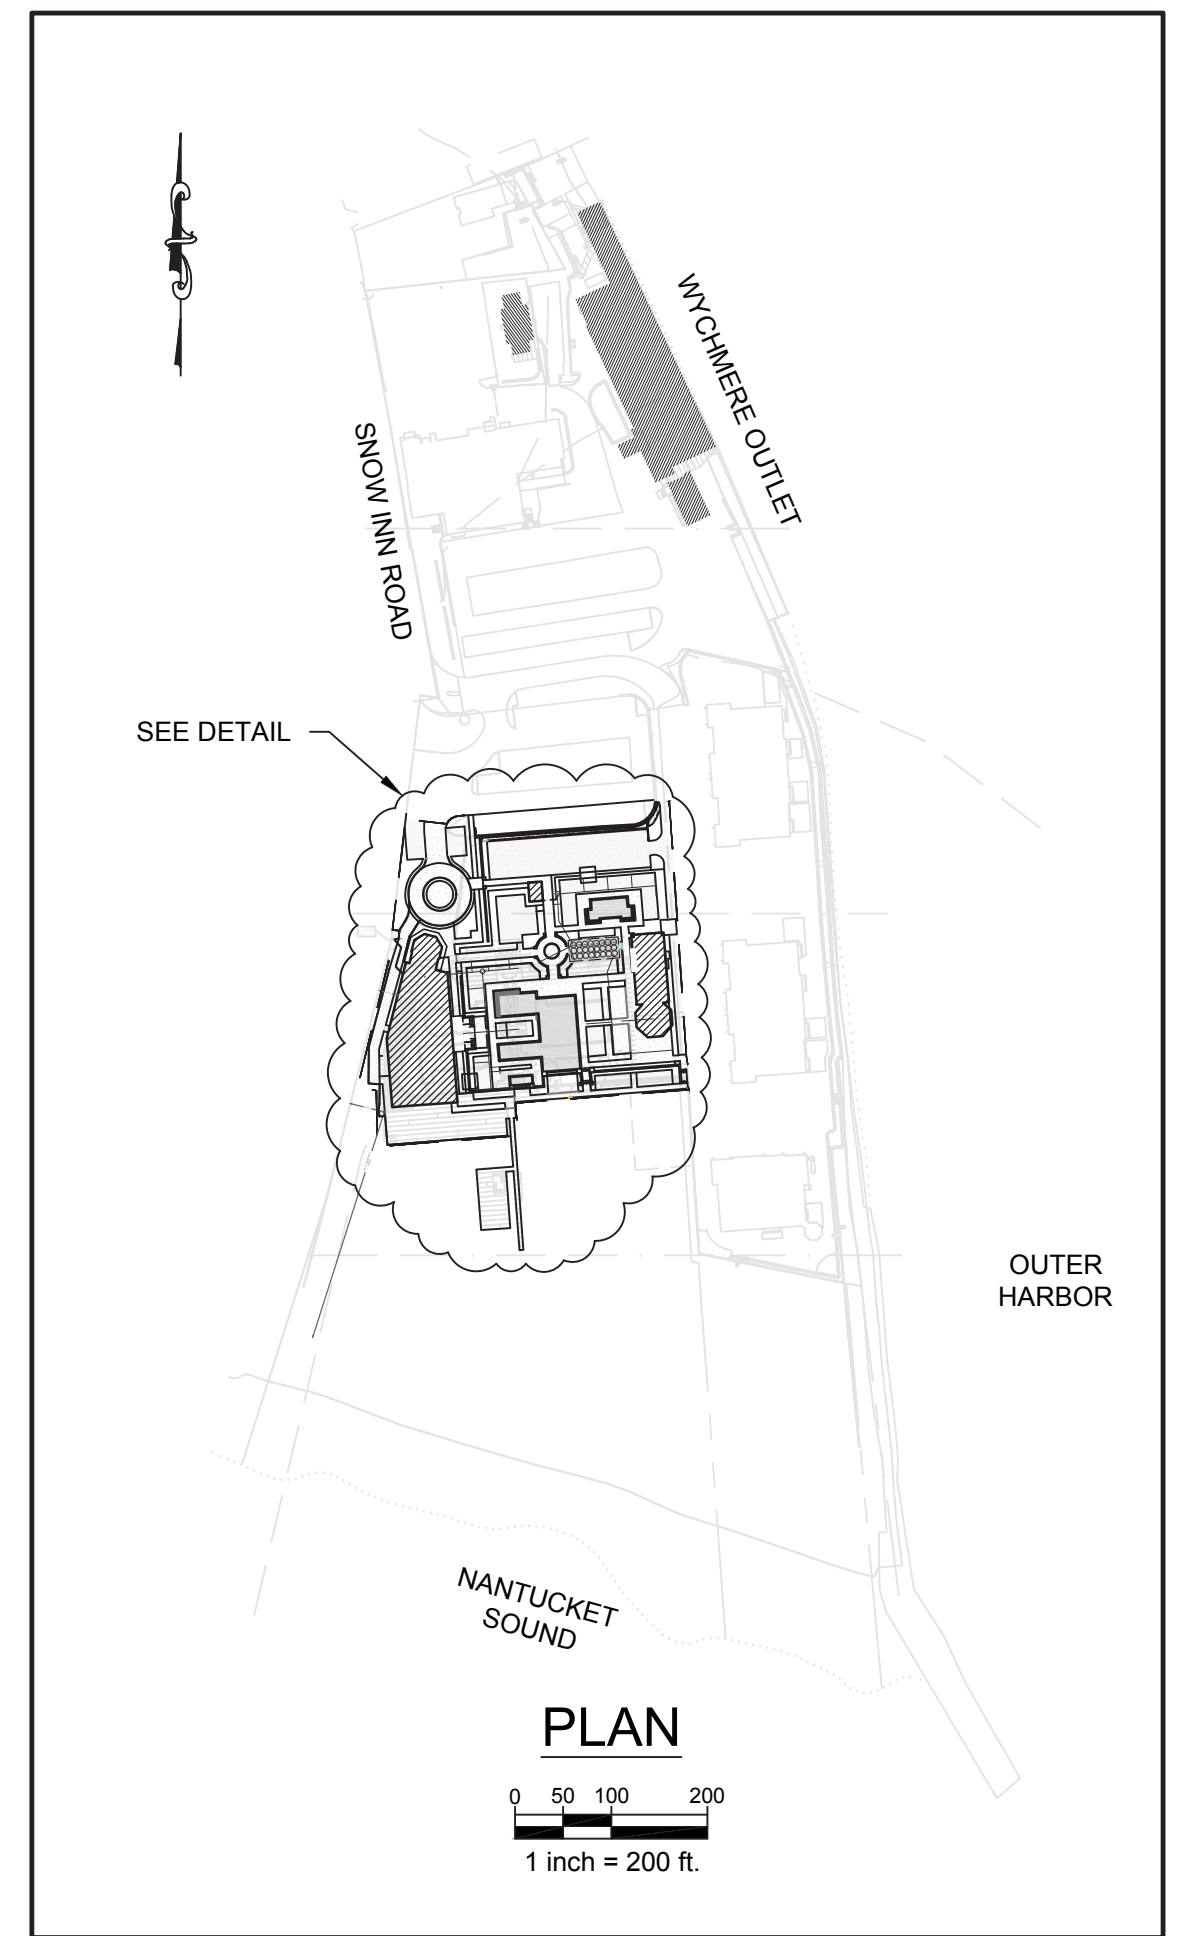 WYCHMERE OUTLET
SNOW INN ROAD
SEE DETAIL
OUTER
HARBOR
NANTUCKET
SOUND
PLAN
0 50 100 200
1 inch = 200 ft.